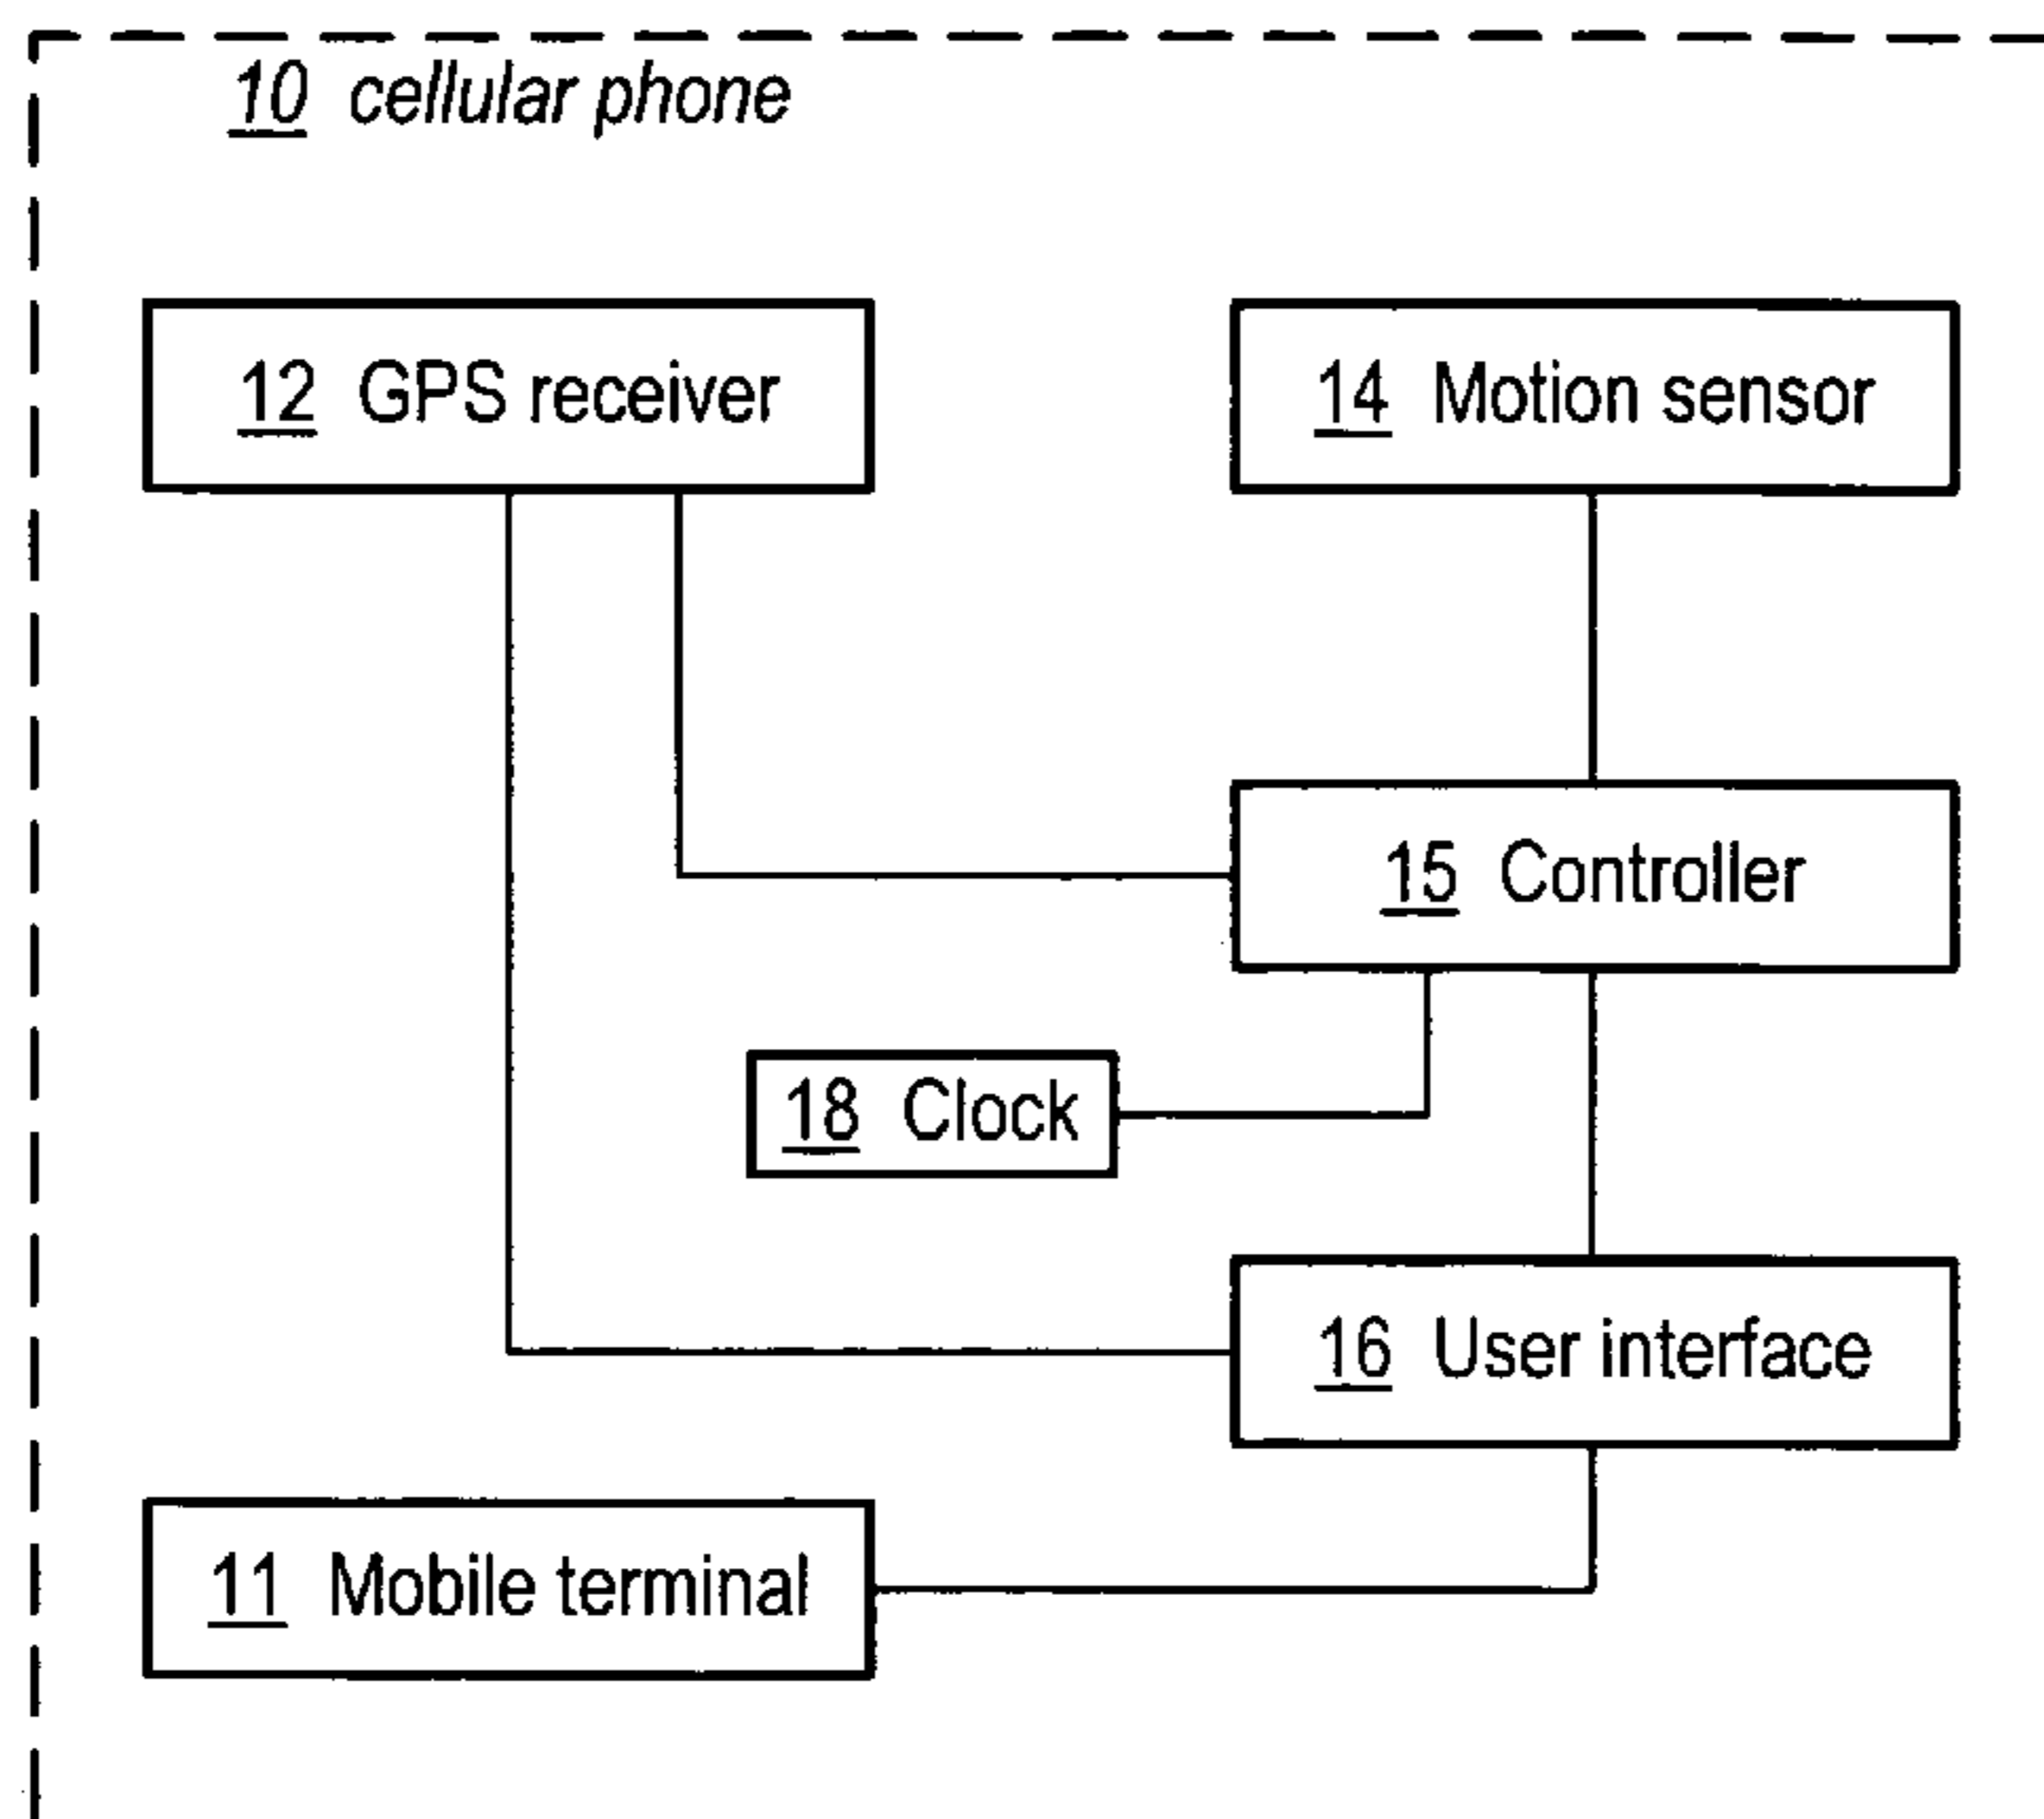 10 cellular phone
12 GPS receiver
14 Motion sensor
15 Controller
18 Clock
16 User interface
11 Mobile terminal